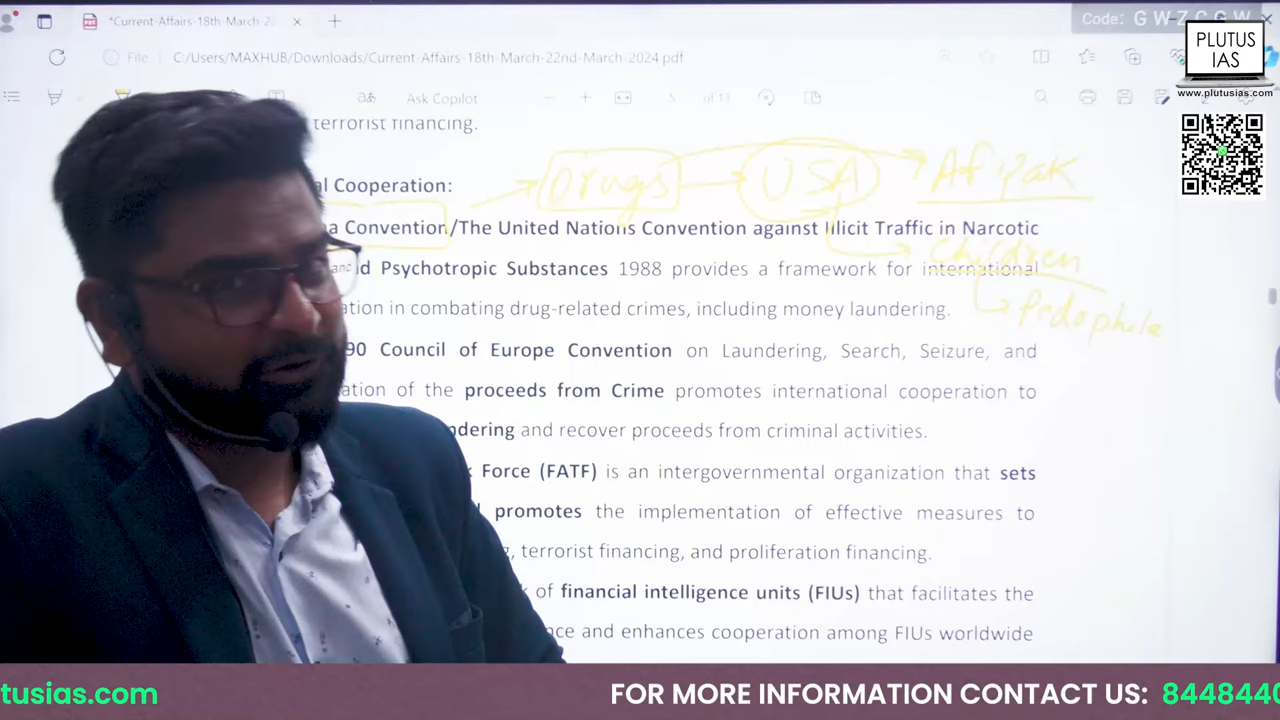 *Current-Affairs-18th-March-2
Code: G W Z C G W
File C:/Users/MAXHUB/Downloads/Current-Affairs-18th-March-22nd-March-2024.pdf
PLUTUS
IAS
www.plutusias.com
Ask Copilot
5 of 13
terrorist financing.
al Cooperation:
Drugs USA Af Pak
na Convention/The United Nations Convention against Illicit Traffic in Narcotic
children
d Psychotropic Substances 1988 provides a framework for international
ation in combating drug-related crimes, including money laundering.
Pedophile
90 Council of Europe Convention on Laundering, Search, Seizure, and
ation of the proceeds from Crime promotes international cooperation to
ndering and recover proceeds from criminal activities.
k Force (FATF) is an intergovernmental organization that sets
promotes the implementation of effective measures to
g, terrorist financing, and proliferation financing.
k of financial intelligence units (FIUs) that facilitates the
nce and enhances cooperation among FIUs worldwide
tusias.com FOR MORE INFORMATION CONTACT US: 8448440